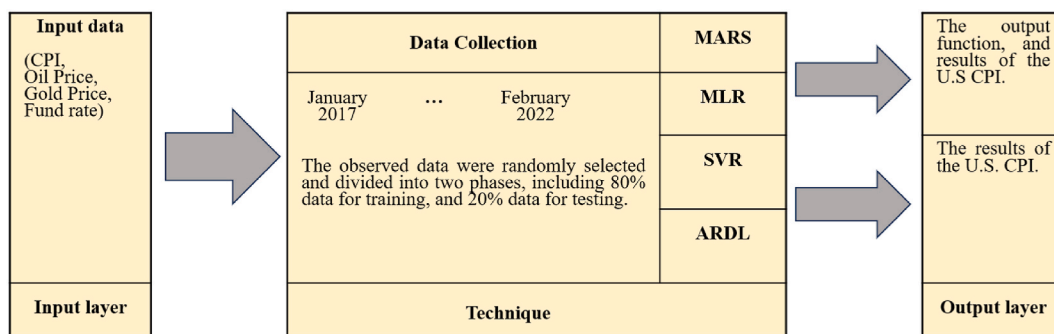 Input data
(CPI,
Oil Price,
Gold Price,
Fund rate)
Input layer
Data Collection
January
2017
...
February
2022
The observed data were randomly selected
and divided into two phases, including 80%
data for training, and 20% data for testing.
MARS
MLR
SVR
ARDL
Technique
The output
function, and
results of the
U.S CPI.
The results of
the U.S. CPI.
Output layer